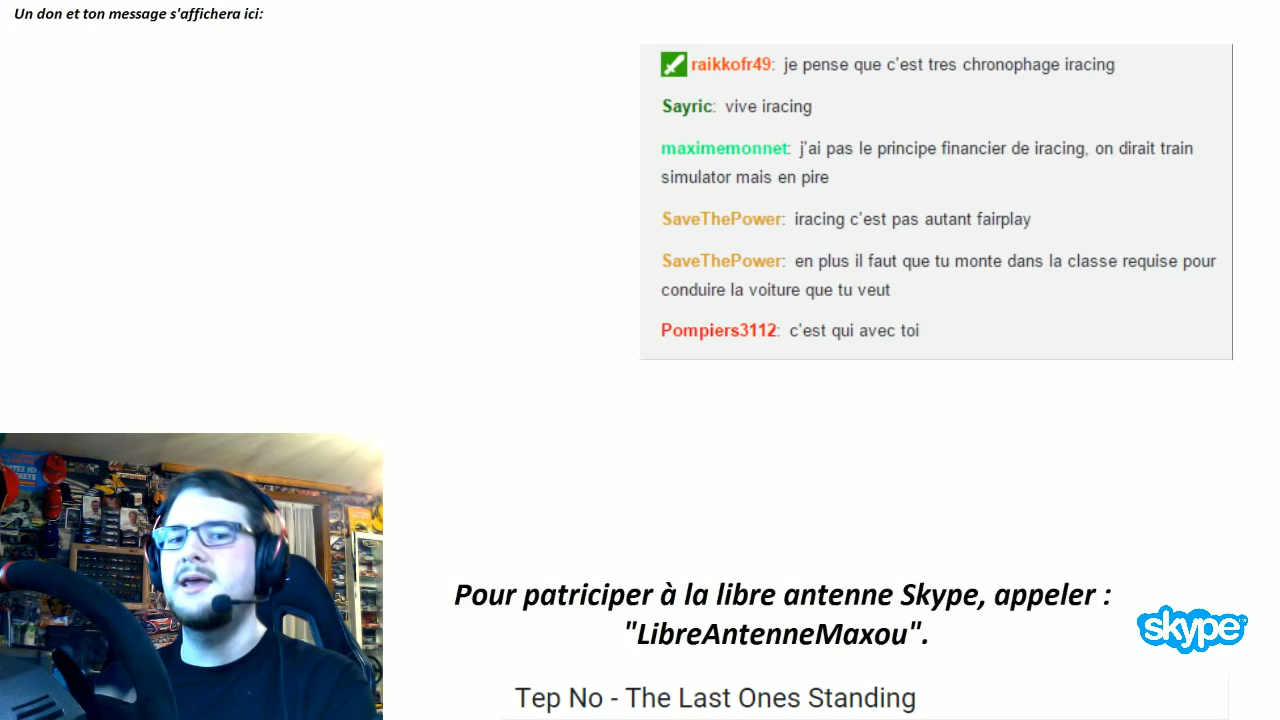 Un don et ton message s'affichera ici:
raikkofr49: je pense que c'est tres chronophage iracing
Sayric: vive iracing
maximemonnet: j'ai pas le principe financier de iracing, on dirait train
simulator mais en pire
SaveThePower: iracing c'est pas autant fairplay
SaveThePower: en plus il faut que tu monte dans la classe requise pour
conduire la voiture que tu veut
Pompiers3112: c'est qui avec toi
Pour patriciper à la libre antenne Skype, appeler :
"LibreAntenneMaxou".
skype
Tep No - The Last Ones Standing